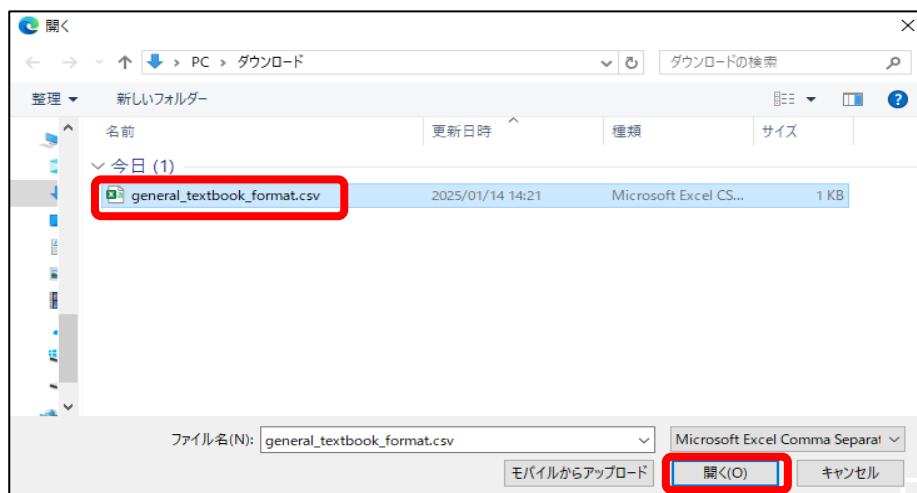 開く
PC › ダウンロード ダウンロードの検索
整理 新しいフォルダー
名前 更新日時 種類 サイズ
今日 (1)
general_textbook_format.csv 2025/01/14 14:21 Microsoft Excel CS... 1 KB
ファイル名(N): general_textbook_format.csv Microsoft Excel Comma Separat
モバイルからアップロード 開く(O) キャンセル